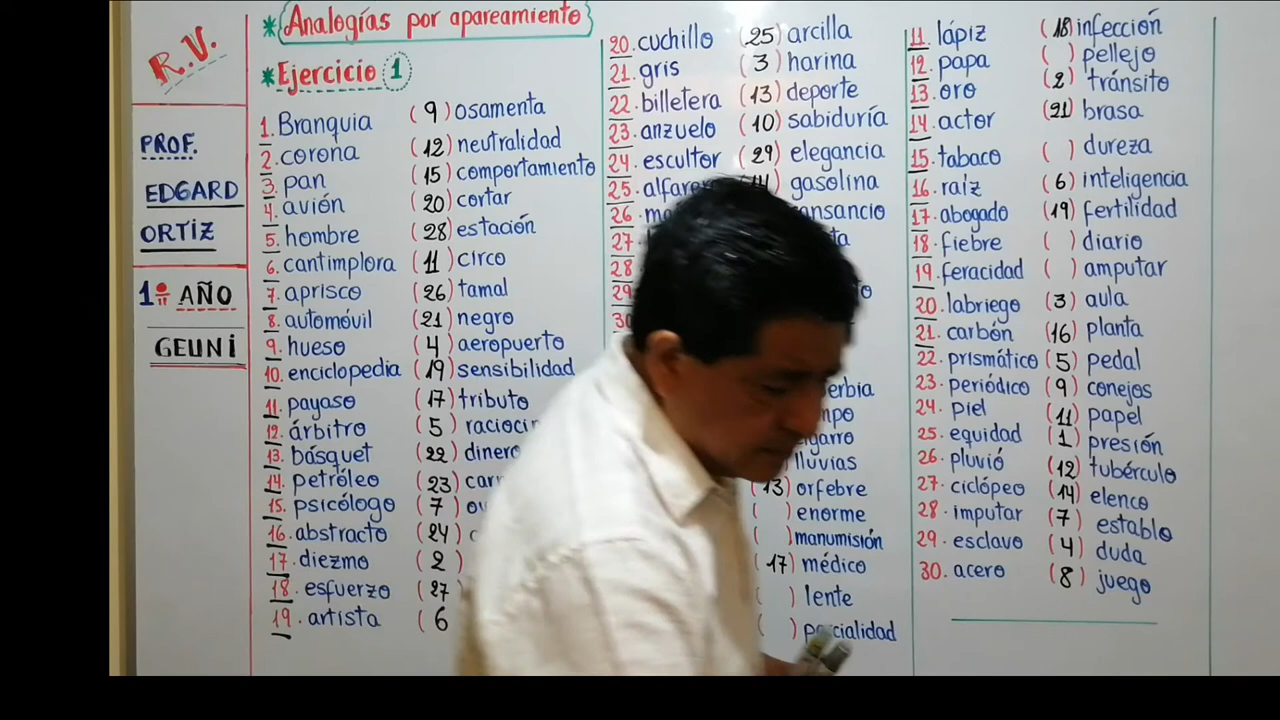 R.V.
PROF.
EDGARD
ORTIZ
1º AÑO
GEUNI
* Analogías por apareamiento
* Ejercicio 1
1. Branquia (9) osamenta
2. corona (12) neutralidad
3. pan (15) comportamiento
4. avión (20) cortar
5. hombre (28) estación
6. cantimplora (11) circo
7. aprisco (26) tamal
8. automóvil (21) negro
9. hueso (4) aeropuerto
10. enciclopedia (19) sensibilidad
11. payaso (17) tributo
12. árbitro (5)
13. básquet (22) dinero
14. petróleo (23)
15. psicólogo (7)
16. abstracto (24)
17. diezmo (2)
18. esfuerzo (27
19. artista (6
20. cuchillo (25) arcilla
21. gris (3) harina
22. billetera (13) deporte
23. anzuelo (10) sabiduría
24. escultor (29) elegancia
25. gasolina
26.
27
28
29
30
lluvias
(13) orfebre
( ) enorme
( ) manumisión
(17) médico
( ) lente
( ) parcialidad
11. lápiz (18) infección
12. papa ( ) pellejo
13. oro (2) tránsito
14. actor (21) brasa
15. tabaco ( ) dureza
16. raíz (6) inteligencia
17. abogado (19) fertilidad
18. fiebre ( ) diario
19. feracidad ( ) amputar
20. labriego (3) aula
21. carbón (16) planta
22. prismático (5) pedal
23. periódico (9) conejos
24. piel (11) papel
25. equidad (1) presión
26. pluvió (12) tubérculo
27. ciclópeo (14) elenco
28. imputar (7) establo
29. esclavo (4) duda
30. acero (8) juego